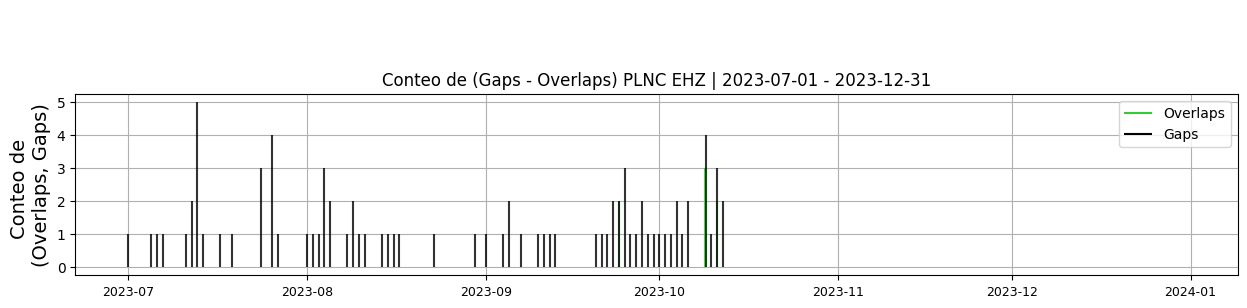 Conteo de (Gaps - Overlaps) PLNC EHZ | 2023-07-01 - 2023-12-31
Conteo de
(Overlaps, Gaps)
5
4
3
2
1
0
Overlaps
Gaps
2023-07
2023-08
2023-09
2023-10
2023-11
2023-12
2024-01